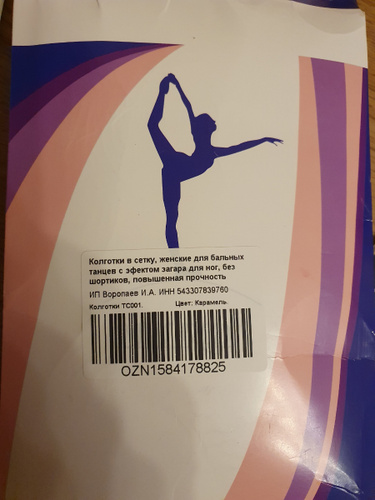 Колготки в сетку, женские для бальных
танцев с эфектом загара для ног, без
шортиков, повышенная прочность
ИП Воропаев И.А. ИНН 543307839760
Колготки ТС001. Цвет: Карамель.
OZN1584178825